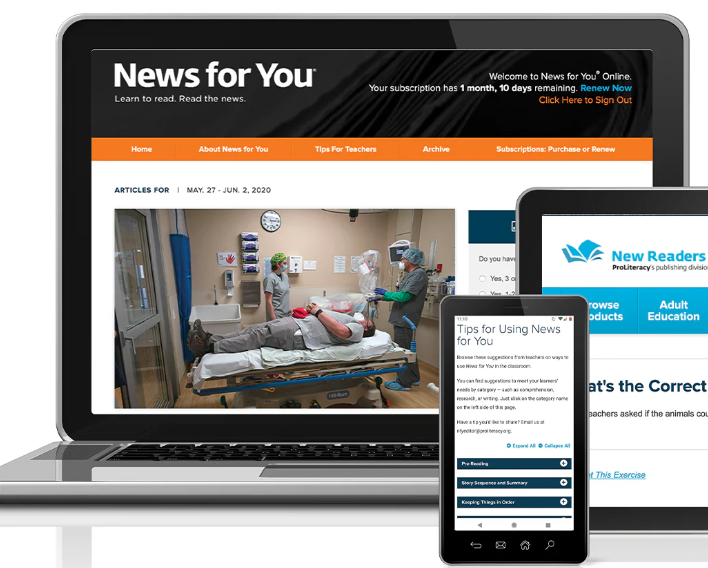 News for You®
Learn to read. Read the news.
Welcome to News for You® Online.
Your subscription has 1 month, 10 days remaining. Renew Now
Click Here to Sign Out
Home
About News for You
Tips For Teachers
Archive
Subscriptions: Purchase or Renew
ARTICLES FOR | MAY. 27 - JUN. 2, 2020
Do you have
Yes, 3 o
Yes, 1-2
New Readers
ProLiteracy's publishing division
rowse
oducts
Adult
Education
at's the Correct
eachers asked if the animals cou
t This Exercise
11:10
Tips for Using News
for You
Browse these suggestions from teachers on ways to
use News for You in the classroom.
You can find suggestions to meet your learners'
needs by category — such as comprehension,
research, or writing. Just click on the category name
on the left side of this page.
Have a tip you'd like to share? Email us at
nfyeditor@proliteracy.org.
Expand All Collapse All
Pre-Reading
Story Sequence and Summary
Keeping Things in Order